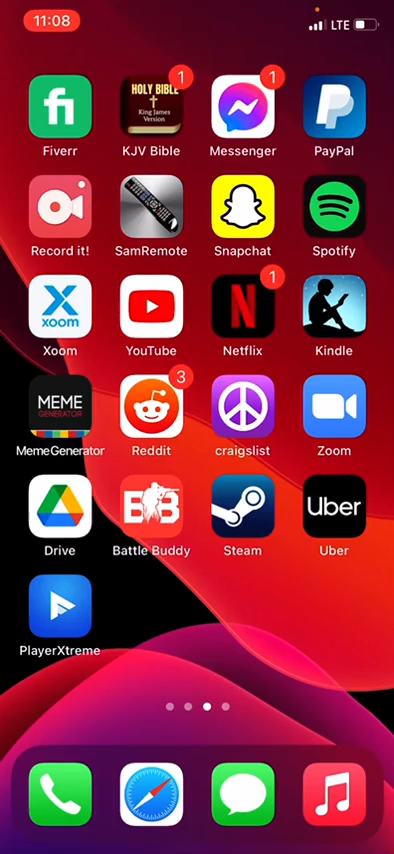 11:08
LTE
1
1
HOLY BIBLE
King James
Version
Fiverr
KJV Bible
Messenger
PayPal
Record it!
SamRemote
Snapchat
Spotify
1
xoom
Xoom
YouTube
Netflix
Kindle
3
MEME
GENERATOR
MemeGenerator
Reddit
craigslist
Zoom
Uber
Drive
Battle Buddy
Steam
Uber
PlayerXtreme